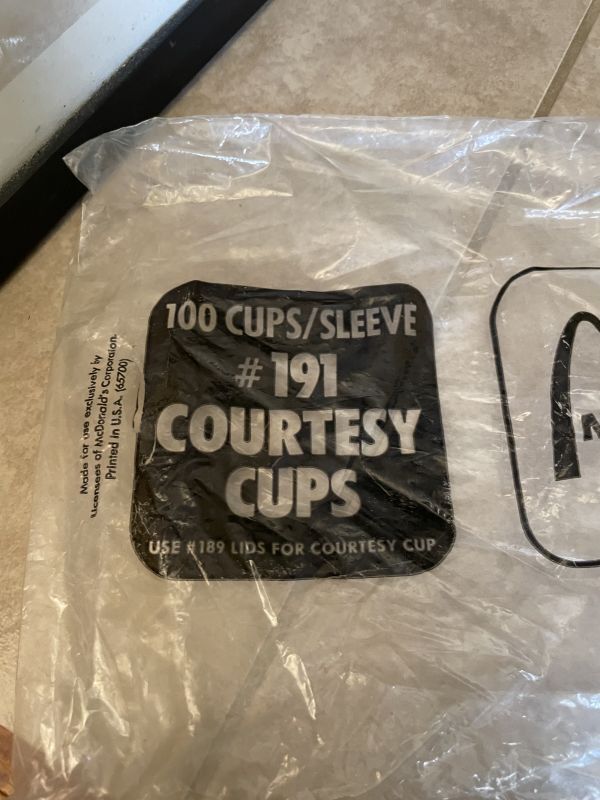 100 CUPS/SLEEVE
# 191
COURTESY
CUPS
USE #189 LIDS FOR COURTESY CUP
Made for use exclusively by
Licensees of McDonald's Corporation.
Printed in U.S.A. (65700)